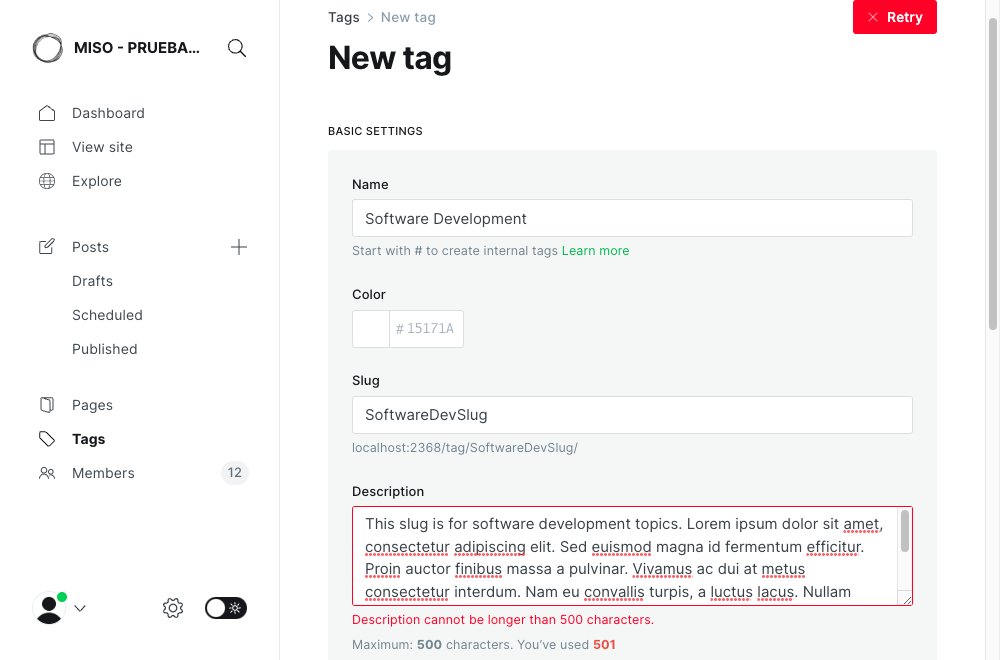 MISO - PRUEBA...
Dashboard
View site
Explore
Posts
Drafts
Scheduled
Published
Pages
Tags
Members 12
Tags > New tag
Retry
New tag
BASIC SETTINGS
Name
Software Development
Start with # to create internal tags Learn more
Color
# 15171A
Slug
SoftwareDevSlug
localhost:2368/tag/SoftwareDevSlug/
Description
This slug is for software development topics. Lorem ipsum dolor sit amet,
consectetur adipiscing elit. Sed euismod magna id fermentum efficitur.
Proin auctor finibus massa a pulvinar. Vivamus ac dui at metus
consectetur interdum. Nam eu convallis turpis, a luctus lacus. Nullam
Description cannot be longer than 500 characters.
Maximum: 500 characters. You’ve used 501